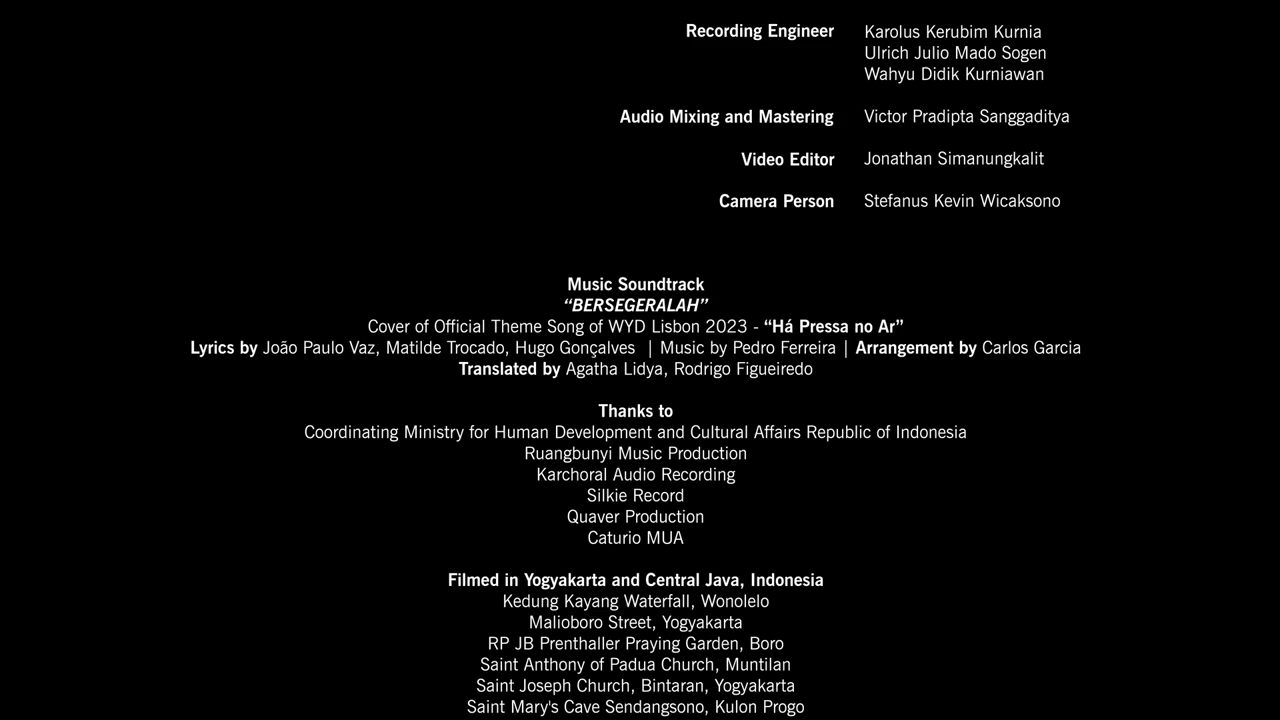 Recording Engineer Karolus Kerubim Kurnia
Ulrich Julio Mado Sogen
Wahyu Didik Kurniawan
Audio Mixing and Mastering Victor Pradipta Sanggaditya
Video Editor Jonathan Simanungkalit
Camera Person Stefanus Kevin Wicaksono
Music Soundtrack
“BERSEGERALAH”
Cover of Official Theme Song of WYD Lisbon 2023 - “Há Pressa no Ar”
Lyrics by João Paulo Vaz, Matilde Trocado, Hugo Gonçalves | Music by Pedro Ferreira | Arrangement by Carlos Garcia
Translated by Agatha Lidya, Rodrigo Figueiredo
Thanks to
Coordinating Ministry for Human Development and Cultural Affairs Republic of Indonesia
Ruangbunyi Music Production
Karchoral Audio Recording
Silkie Record
Quaver Production
Caturio MUA
Filmed in Yogyakarta and Central Java, Indonesia
Kedung Kayang Waterfall, Wonolelo
Malioboro Street, Yogyakarta
RP JB Prenthaller Praying Garden, Boro
Saint Anthony of Padua Church, Muntilan
Saint Joseph Church, Bintaran, Yogyakarta
Saint Mary's Cave Sendangsono, Kulon Progo